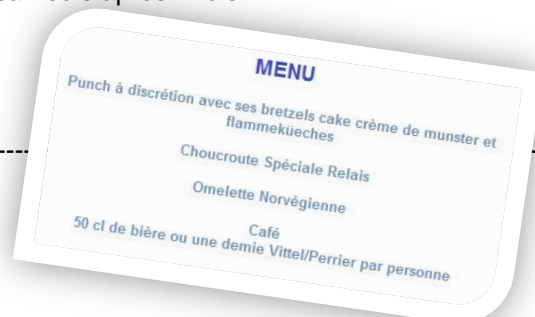 MENU
Punch à discrétion avec ses bretzels cake crème de munster et
flammeküeches
Choucroute Spéciale Relais
Omelette Norvégienne
Café
50 cl de bière ou une demie Vittel/Perrier par personne